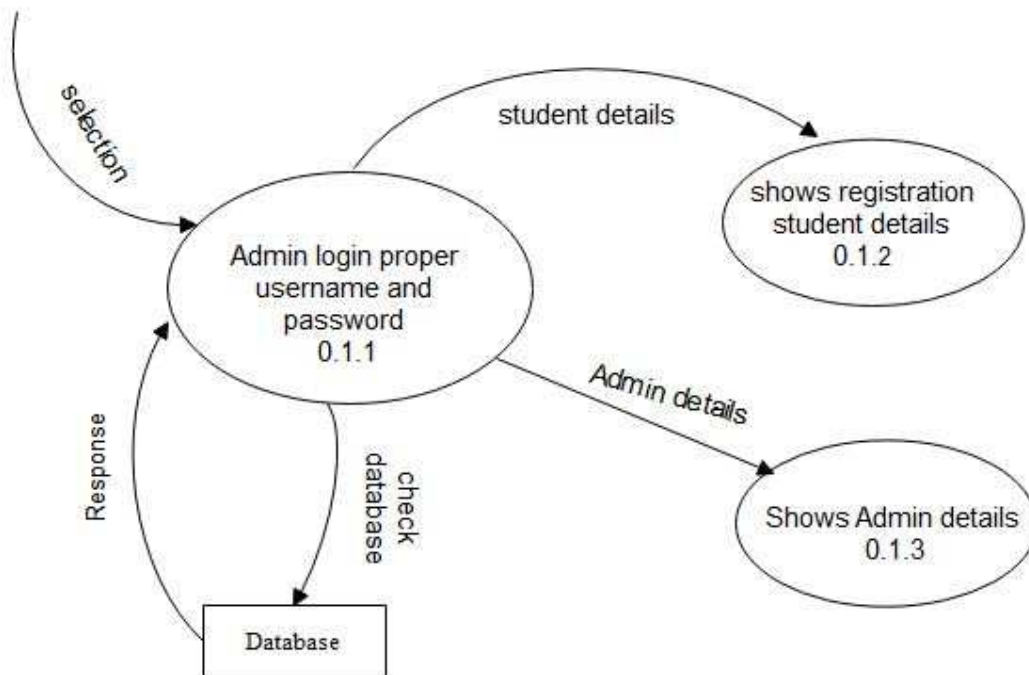 selection
student details
shows registration
student details
0.1.2
Admin login proper
username and
password
0.1.1
Admin details
Response
check
database
Shows Admin details
0.1.3
Database